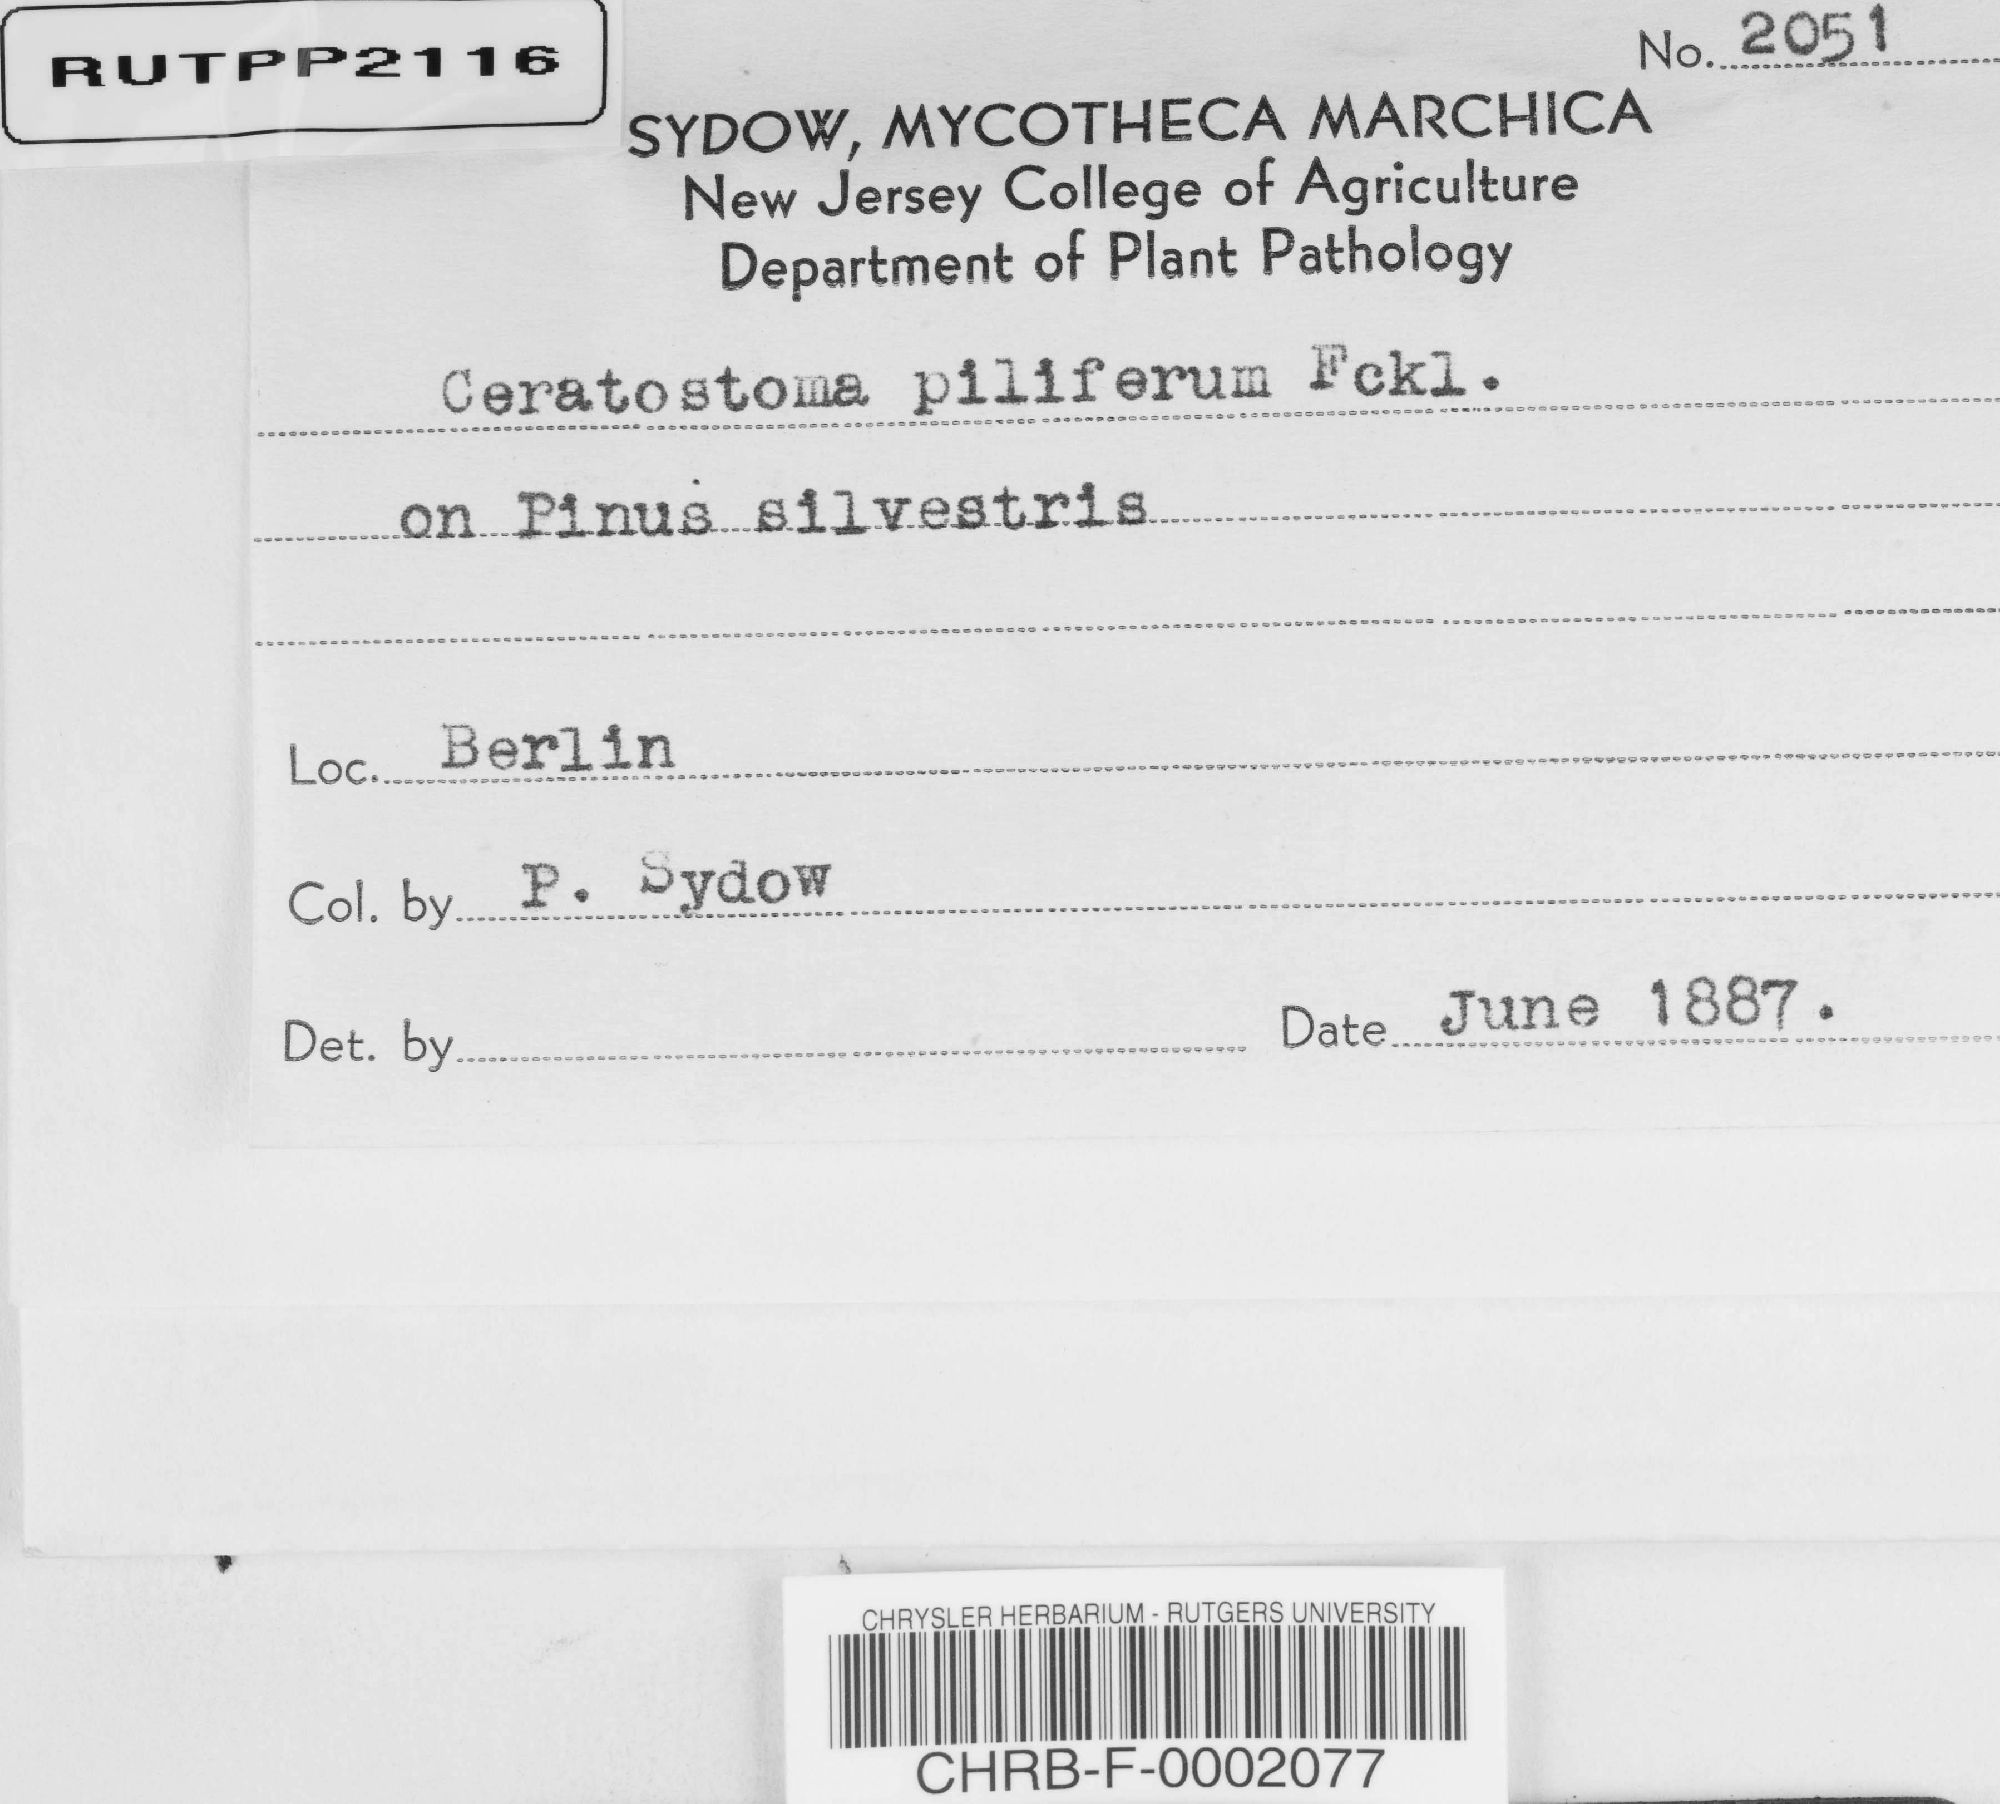 RUTPP2116
No. 2051
SYDOW, MYCOTHECA MARCHICA
New Jersey College of Agriculture
Department of Plant Pathology
Ceratostoma piliferum Fckl.
on Pinus silvestris
Loc. Berlin
Col. by P. Sydow
Det. by Date June 1887.
CHRYSLER HERBARIUM - RUTGERS UNIVERSITY
CHRB-F-0002077